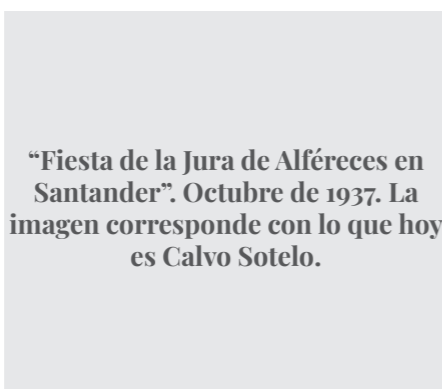 “Fiesta de la Jura de Alféreces en
Santander”. Octubre de 1937. La
imagen corresponde con lo que hoy
es Calvo Sotelo.